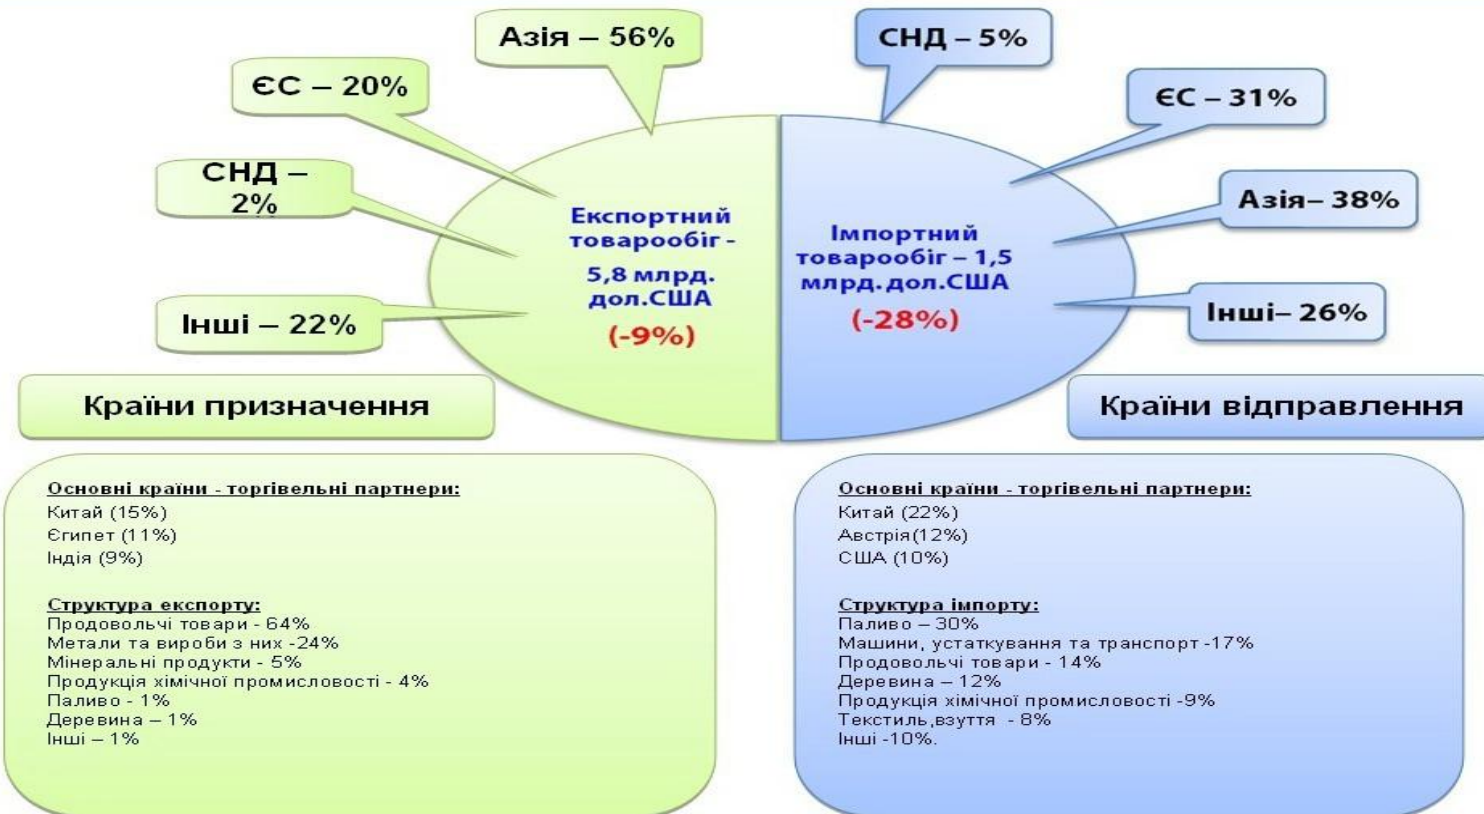 Азія – 56%
ЄС – 20%
СНД –
2%
Інші – 22%
Експортний
товарообіг -
5,8 млрд.
дол.США
(-9%)
СНД – 5%
ЄС – 31%
Азія– 38%
Інші– 26%
Імпортний
товарообіг – 1,5
млрд. дол.США
(-28%)
Країни призначення
Країни відправлення
Основні країни - торгівельні партнери:
Китай (15%)
Єгипет (11%)
Індія (9%)
Структура експорту:
Продовольчі товари - 64%
Метали та вироби з них -24%
Мінеральні продукти - 5%
Продукція хімічної промисловості - 4%
Паливо - 1%
Деревина – 1%
Інші – 1%
Основні країни - торгівельні партнери:
Китай (22%)
Австрія(12%)
США (10%)
Структура імпорту:
Паливо – 30%
Машини, устаткування та транспорт -17%
Продовольчі товари - 14%
Деревина – 12%
Продукція хімічної промисловості -9%
Текстиль,взуття - 8%
Інші -10%.